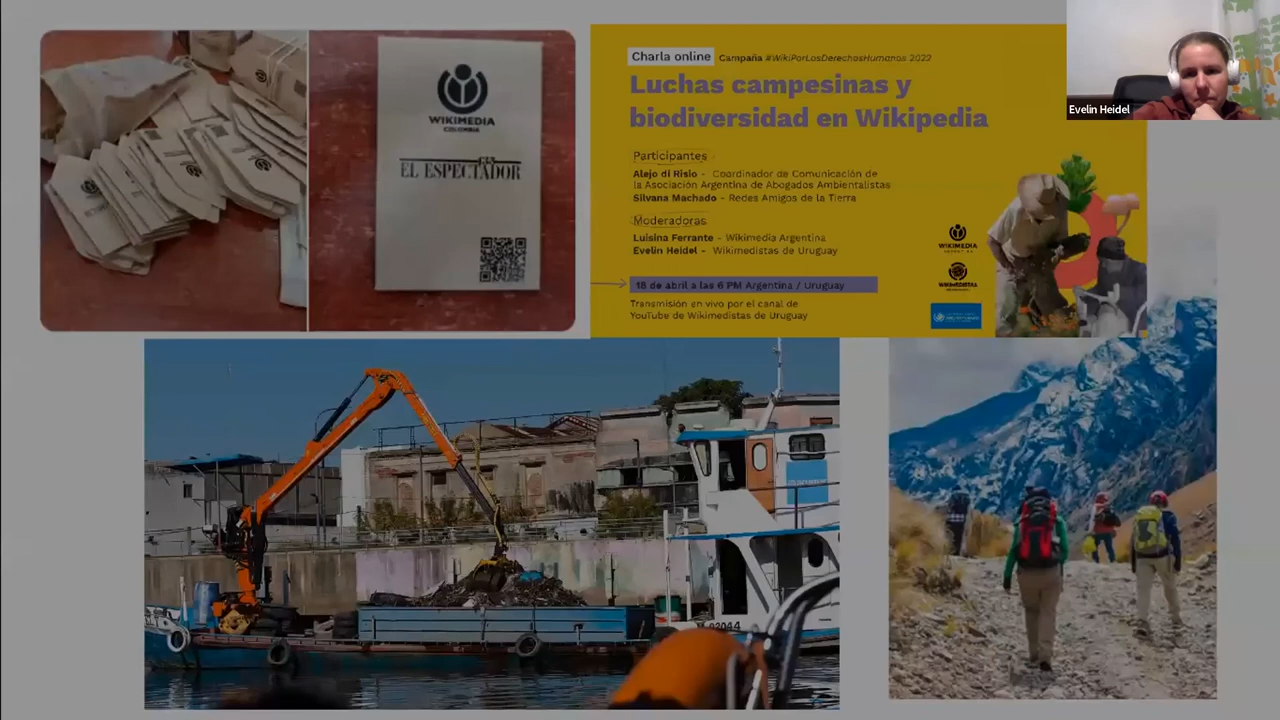 WIKIMEDIA
COLOMBIA
EL ESPECTADOR
Charla online
Campaña #WikiPorLosDerechosHumanos 2022
Luchas campesinas y
biodiversidad en Wikipedia
Participantes
Alejo di Risio - Coordinador de Comunicación de
la Asociación Argentina de Abogados Ambientalistas
Silvana Machado - Redes Amigos de la Tierra
Moderadoras
Luisina Ferrante - Wikimedia Argentina
Evelin Heidel - Wikimedistas de Uruguay
18 de abril a las 6 PM Argentina / Uruguay
Transmisión en vivo por el canal de
YouTube de Wikimedistas de Uruguay
WIKIMEDIA
WIKIMEDISTAS
Evelin Heidel